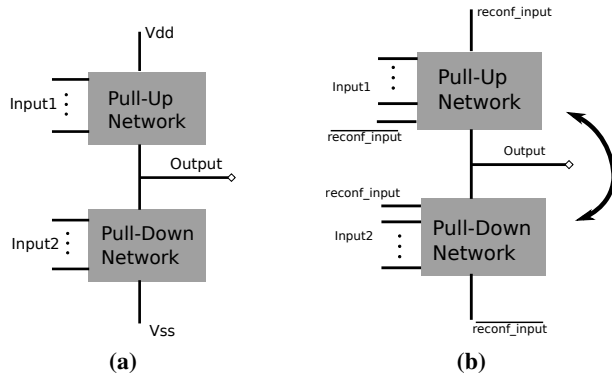 Vdd
Input1
Pull-Up
Network
Output
Input2
Pull-Down
Network
Vss
(a)
reconf_input
Input1
Pull-Up
Network
reconf_input
Output
reconf_input
Input2
Pull-Down
Network
reconf_input
(b)